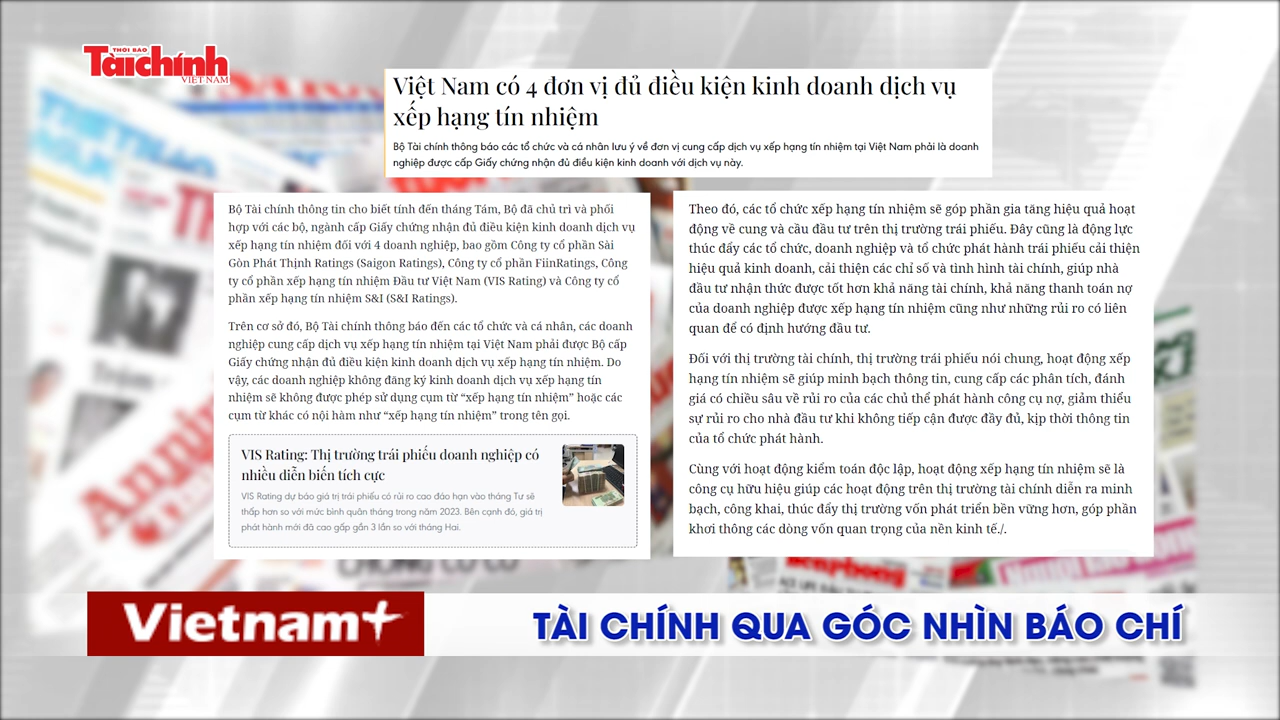 THỜI BÁO
Tàichính
VIỆT NAM
Việt Nam có 4 đơn vị đủ điều kiện kinh doanh dịch vụ
xếp hạng tín nhiệm
Bộ Tài chính thông báo các tổ chức và cá nhân lưu ý về đơn vị cung cấp dịch vụ xếp hạng tín nhiệm tại Việt Nam phải là doanh
nghiệp được cấp Giấy chứng nhận đủ điều kiện kinh doanh với dịch vụ này.
Bộ Tài chính thông tin cho biết tính đến tháng Tám, Bộ đã chủ trì và phối
hợp với các bộ, ngành cấp Giấy chứng nhận đủ điều kiện kinh doanh dịch vụ
xếp hạng tín nhiệm đối với 4 doanh nghiệp, bao gồm Công ty cổ phần Sài
Gòn Phát Thịnh Ratings (Saigon Ratings), Công ty cổ phần FiinRatings, Công
ty cổ phần xếp hạng tín nhiệm Đầu tư Việt Nam (VIS Rating) và Công ty cổ
phần xếp hạng tín nhiệm S&I (S&I Ratings).
Trên cơ sở đó, Bộ Tài chính thông báo đến các tổ chức và cá nhân, các doanh
nghiệp cung cấp dịch vụ xếp hạng tín nhiệm tại Việt Nam phải được Bộ cấp
Giấy chứng nhận đủ điều kiện kinh doanh dịch vụ xếp hạng tín nhiệm. Do
vậy, các doanh nghiệp không đăng ký kinh doanh dịch vụ xếp hạng tín
nhiệm sẽ không được phép sử dụng cụm từ “xếp hạng tín nhiệm” hoặc các
cụm từ khác có nội hàm như “xếp hạng tín nhiệm” trong tên gọi.
VIS Rating: Thị trường trái phiếu doanh nghiệp có
nhiều diễn biến tích cực
VIS Rating dự báo giá trị trái phiếu có rủi ro cao đáo hạn vào tháng Tư sẽ
thấp hơn so với mức bình quân tháng trong năm 2023. Bên cạnh đó, giá trị
phát hành mới đã cao gấp gần 3 lần so với tháng Hai.
Theo đó, các tổ chức xếp hạng tín nhiệm sẽ góp phần gia tăng hiệu quả hoạt
động về cung và cầu đầu tư trên thị trường trái phiếu. Đây cũng là động lực
thúc đẩy các tổ chức, doanh nghiệp và tổ chức phát hành trái phiếu cải thiện
hiệu quả kinh doanh, cải thiện các chỉ số và tình hình tài chính, giúp nhà
đầu tư nhận thức được tốt hơn khả năng tài chính, khả năng thanh toán nợ
của doanh nghiệp được xếp hạng tín nhiệm cũng như những rủi ro có liên
quan để có định hướng đầu tư.
Đối với thị trường tài chính, thị trường trái phiếu nói chung, hoạt động xếp
hạng tín nhiệm sẽ giúp minh bạch thông tin, cung cấp các phân tích, đánh
giá có chiều sâu về rủi ro của các chủ thể phát hành công cụ nợ, giảm thiểu
sự rủi ro cho nhà đầu tư khi không tiếp cận được đầy đủ, kịp thời thông tin
của tổ chức phát hành.
Cùng với hoạt động kiểm toán độc lập, hoạt động xếp hạng tín nhiệm sẽ là
công cụ hữu hiệu giúp các hoạt động trên thị trường tài chính diễn ra minh
bạch, công khai, thúc đẩy thị trường vốn phát triển bền vững hơn, góp phần
khơi thông các dòng vốn quan trọng của nền kinh tế./.
Vietnam+
TÀI CHÍNH QUA GÓC NHÌN BÁO CHÍ